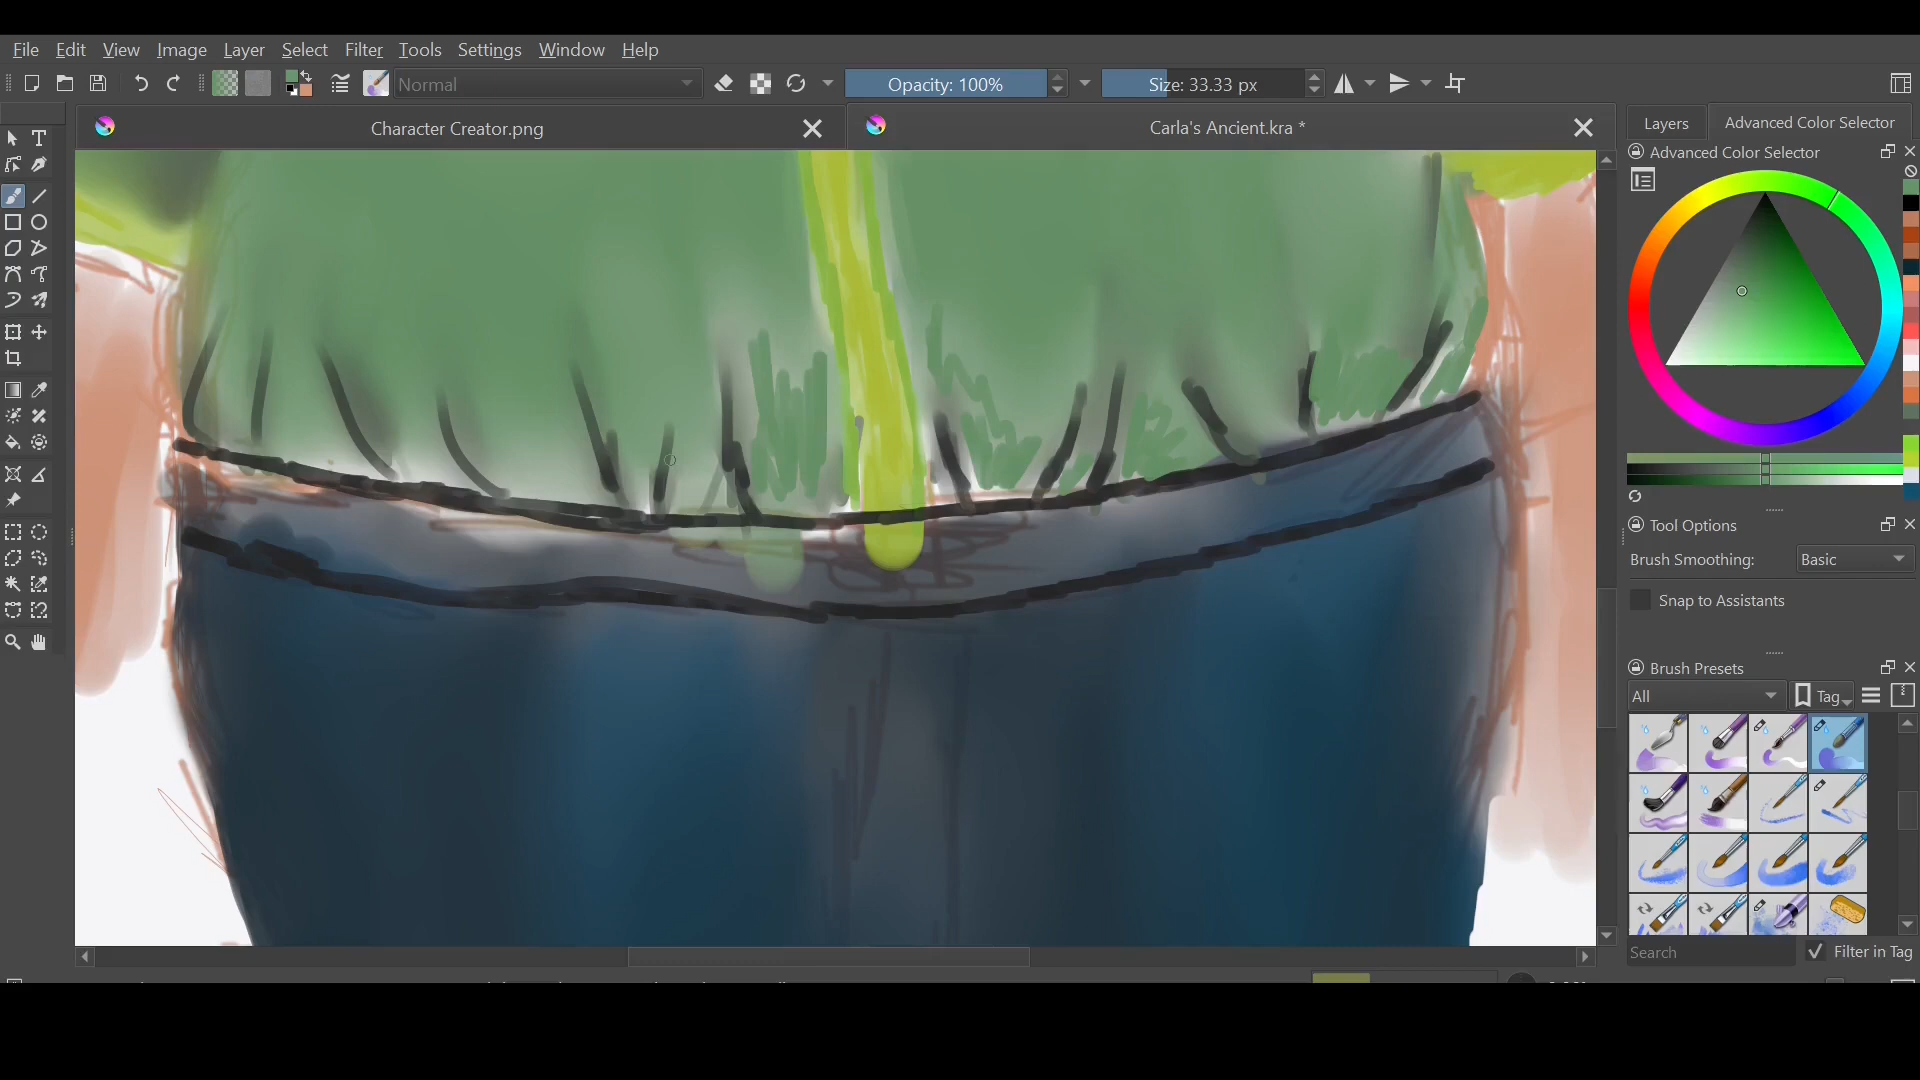 File Edit View Image Layer Select Filter Tools Settings Window Help
Normal Opacity: 100% Size: 33.33 px
Character Creator.png Carla's Ancient.kra * Layers Advanced Color Selector
Advanced Color Selector
Tool Options
Brush Smoothing: Basic
Snap to Assistants
Brush Presets
All Tag
Search Filter in Tag